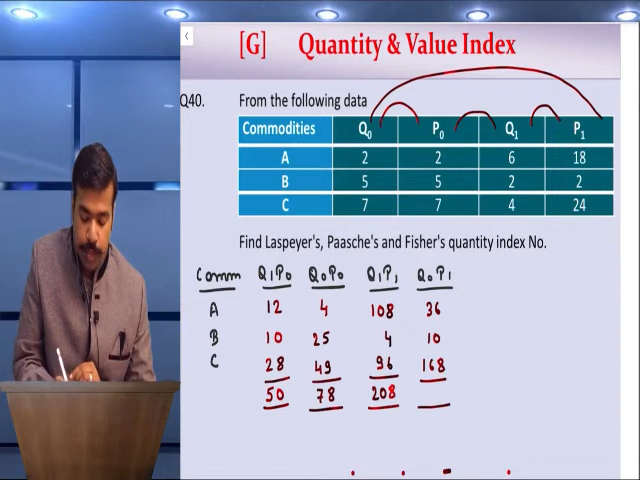 [G] Quantity & Value Index
Q40. From the following data
Commodities Q0 P0 Q1 P1
A 2 2 6 18
B 5 5 2 2
C 7 7 4 24
Find Laspeyer's, Paasche's and Fisher's quantity index No.
Comm Q1P0 Q0P0 Q1P1 Q0P1
A 12 4 108 36
B 10 25 4 10
C 28 49 96 168
50 78 208